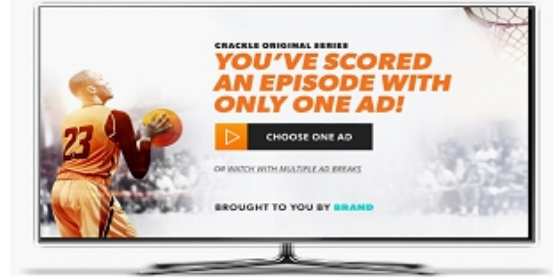 CRACKLE ORIGINAL SERIES
YOU'VE SCORED
AN EPISODE WITH
ONLY ONE AD!
CHOOSE ONE AD
OR WATCH WITH MULTIPLE AD BREAKS
BROUGHT TO YOU BY BRAND
23